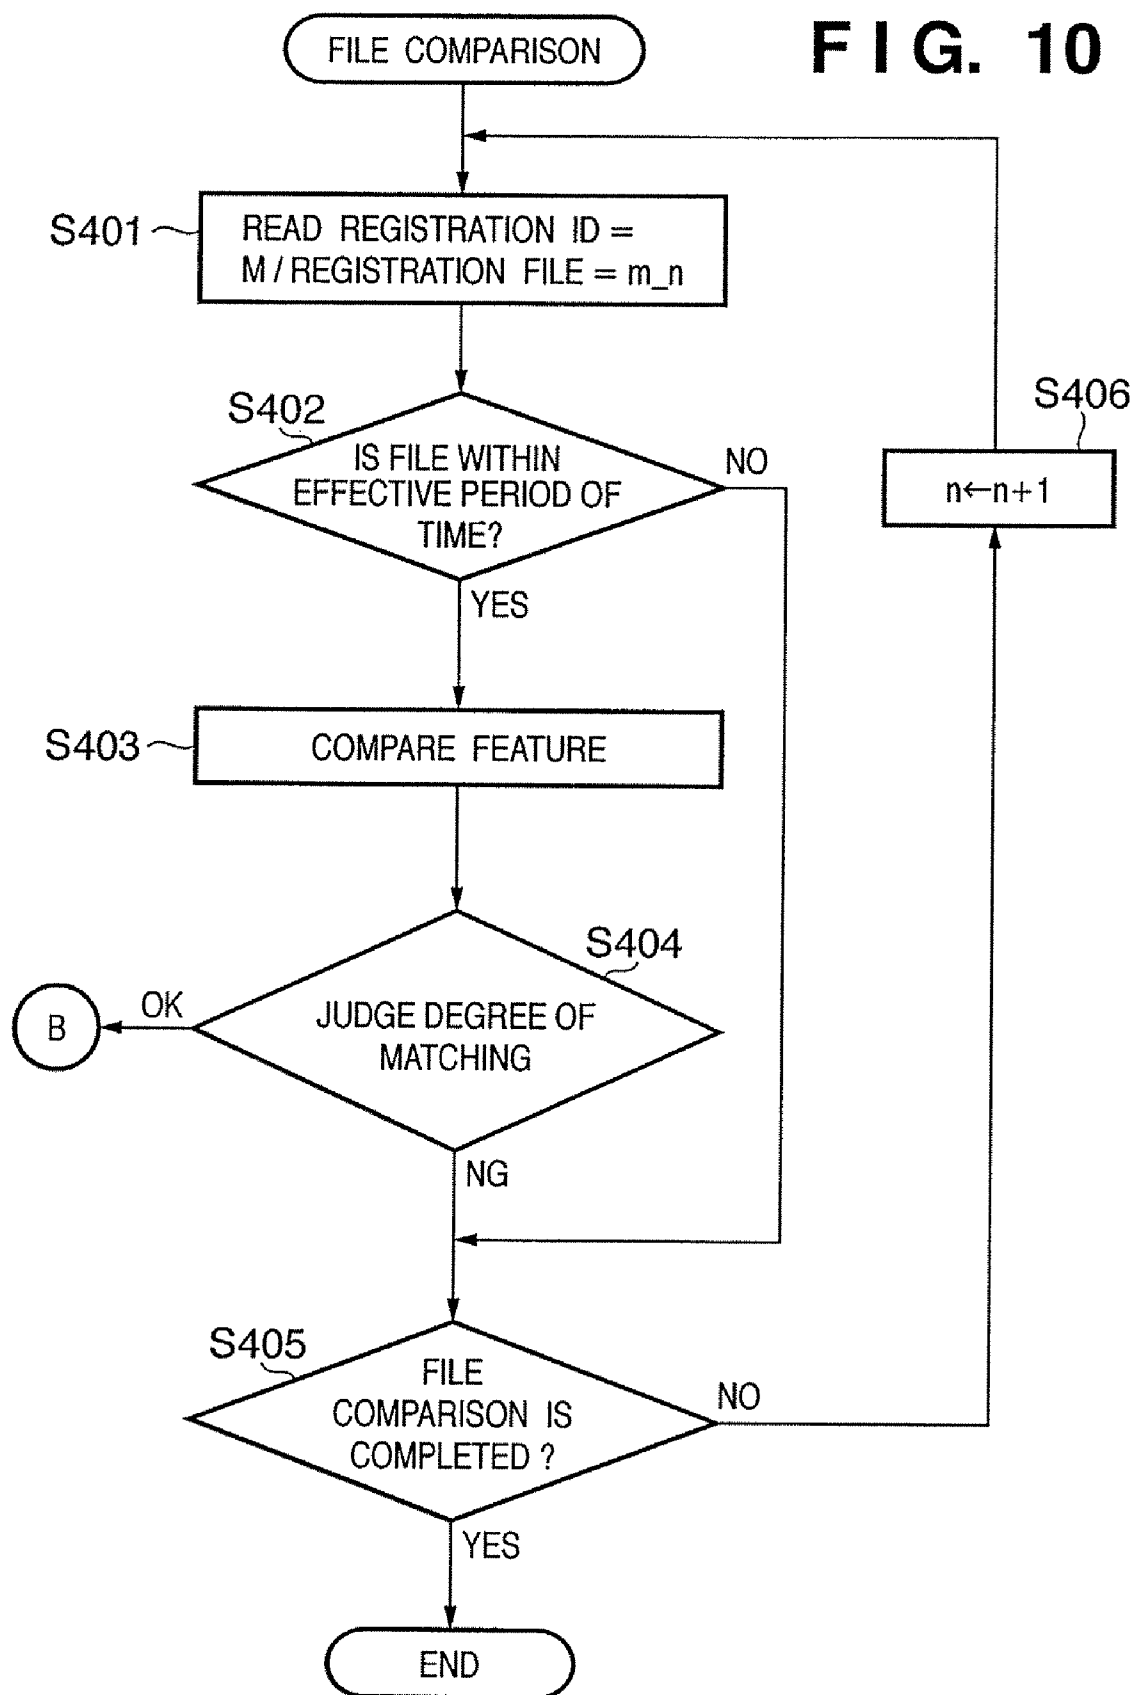 FIG. 10
FILE COMPARISON
S401
READ REGISTRATION ID =
M / REGISTRATION FILE = m_n
S402
IS FILE WITHIN
EFFECTIVE PERIOD OF
TIME?
NO
YES
S406
n←n+1
S403
COMPARE FEATURE
S404
JUDGE DEGREE OF
MATCHING
OK
B
NG
S405
FILE
COMPARISON IS
COMPLETED ?
NO
YES
END